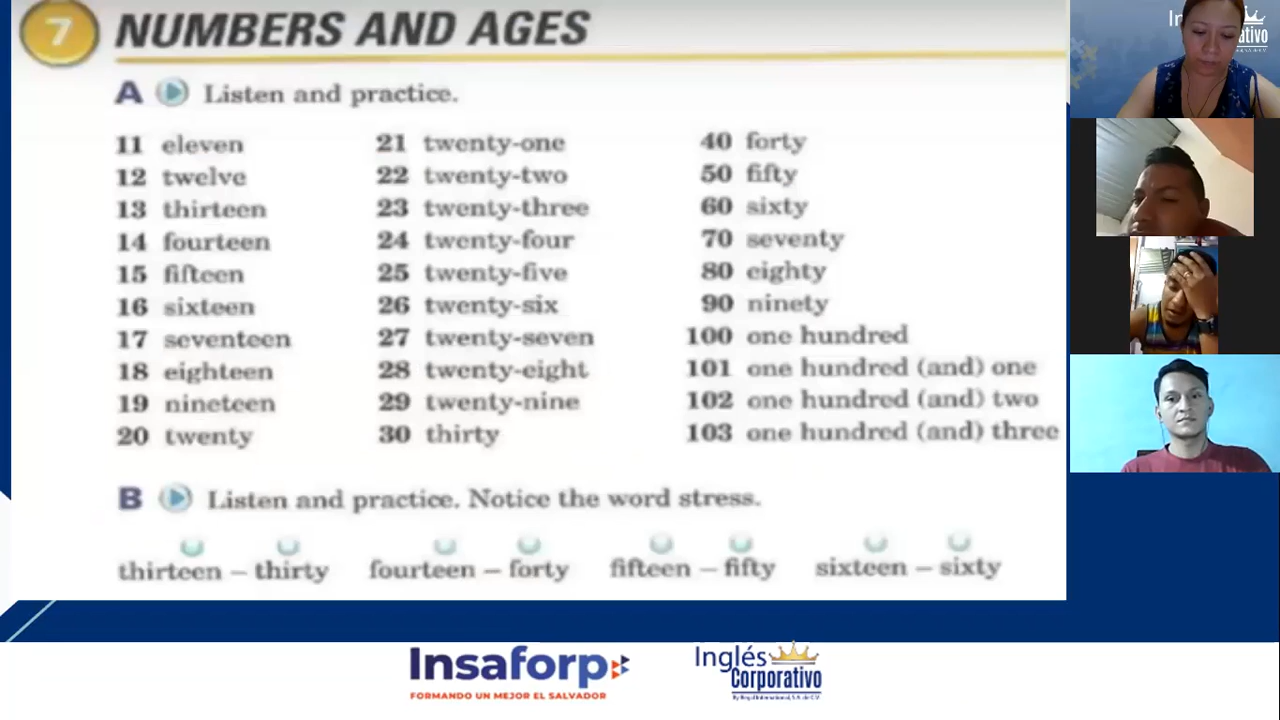 7 NUMBERS AND AGES
A Listen and practice.
11 eleven 21 twenty-one 40 forty
12 twelve 22 twenty-two 50 fifty
13 thirteen 23 twenty-three 60 sixty
14 fourteen 24 twenty-four 70 seventy
15 fifteen 25 twenty-five 80 eighty
16 sixteen 26 twenty-six 90 ninety
17 seventeen 27 twenty-seven 100 one hundred
18 eighteen 28 twenty-eight 101 one hundred (and) one
19 nineteen 29 twenty-nine 102 one hundred (and) two
20 twenty 30 thirty 103 one hundred (and) three
B Listen and practice. Notice the word stress.
thirteen – thirty fourteen – forty fifteen – fifty sixteen – sixty
Insaforp
FORMANDO UN MEJOR EL SALVADOR
Inglés
Corporativo